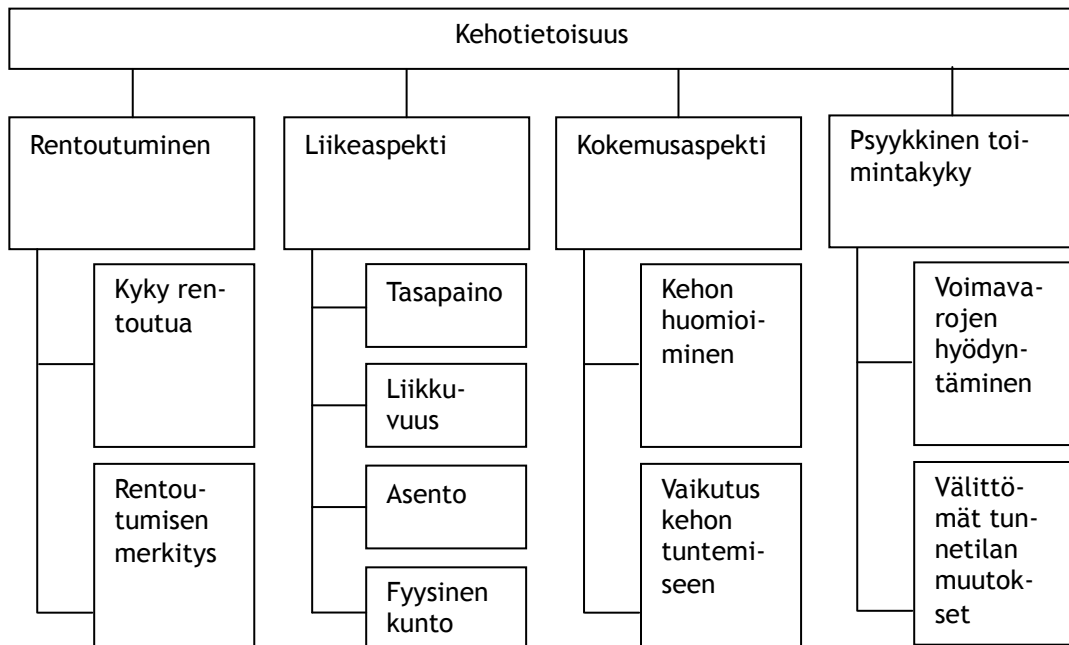 Kehotietoisuus
Rentoutuminen
Liikeaspekti
Kokemusaspekti
Psyykkinen toi-
mintakyky
Kyky ren-
toutua
Rentou-
tumisen
merkitys
Tasapaino
Liikku-
vuus
Asento
Fyysinen
kunto
Kehon
huomioi-
minen
Vaikutus
kehon
tuntemi-
seen
Voimava-
rojen
hyödyn-
täminen
Välittö-
mät tun-
netilan
muutok-
set